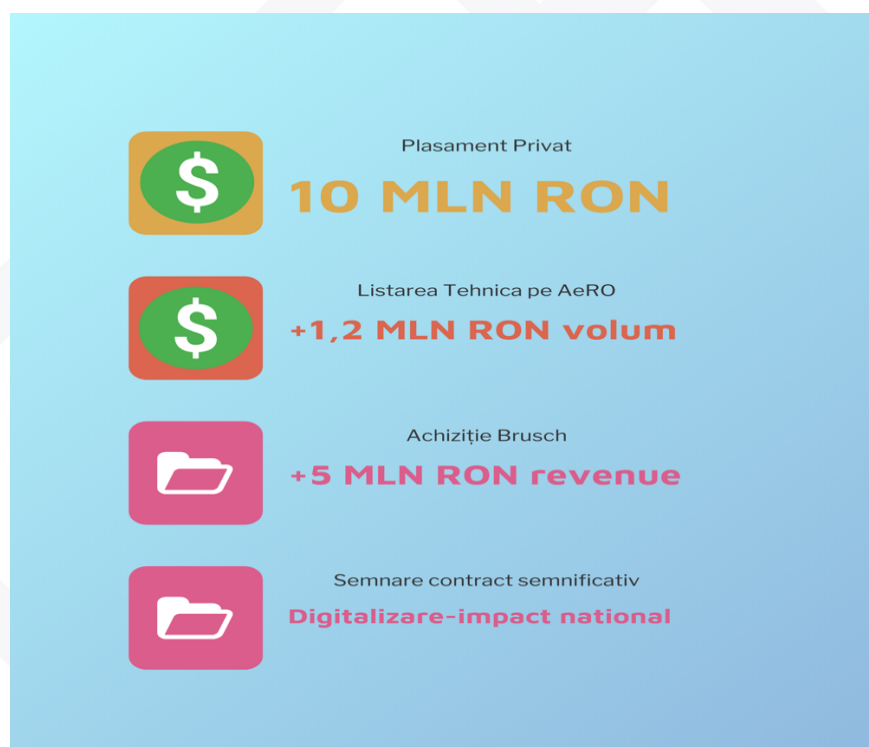 Plasament Privat
10 MLN RON
Listarea Tehnica pe AeRO
+1,2 MLN RON volum
Achiziție Brusch
+5 MLN RON revenue
Semnare contract semnificativ
Digitalizare-impact national